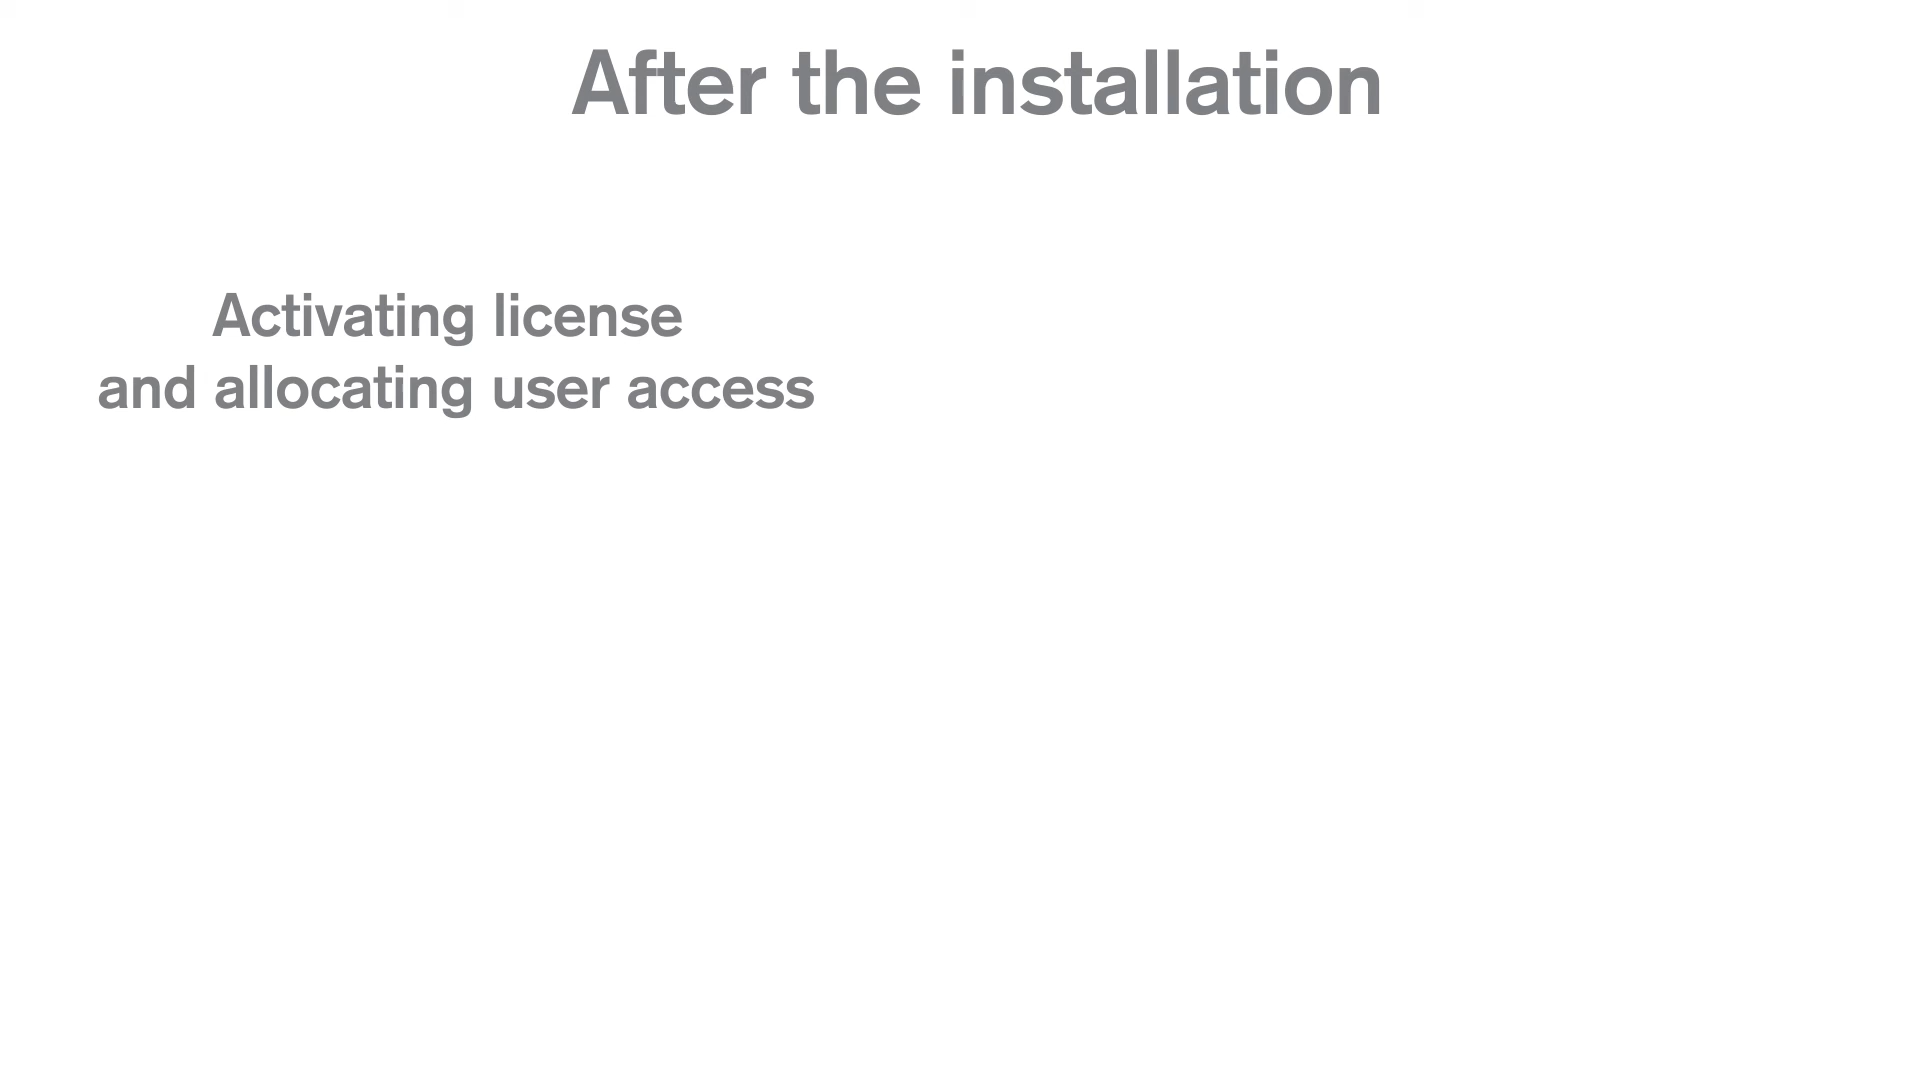 After the installation
Activating license
and allocating user access